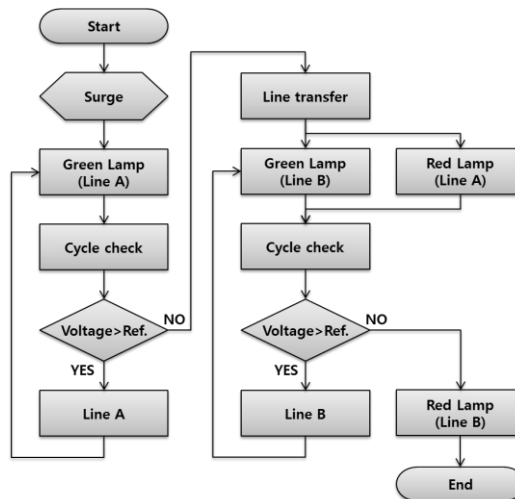 Start
Surge
Green Lamp
(Line A)
Cycle check
Voltage>Ref.
NO
YES
Line A
Line transfer
Green Lamp
(Line B)
Red Lamp
(Line A)
Cycle check
Voltage>Ref.
NO
YES
Line B
Red Lamp
(Line B)
End